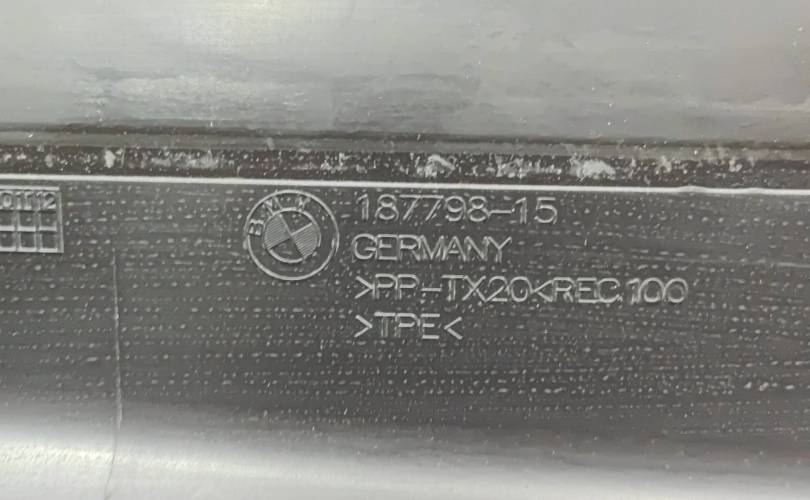 BMW
187798-15
GERMANY
>PP-TX20<REC.100
>TPE<